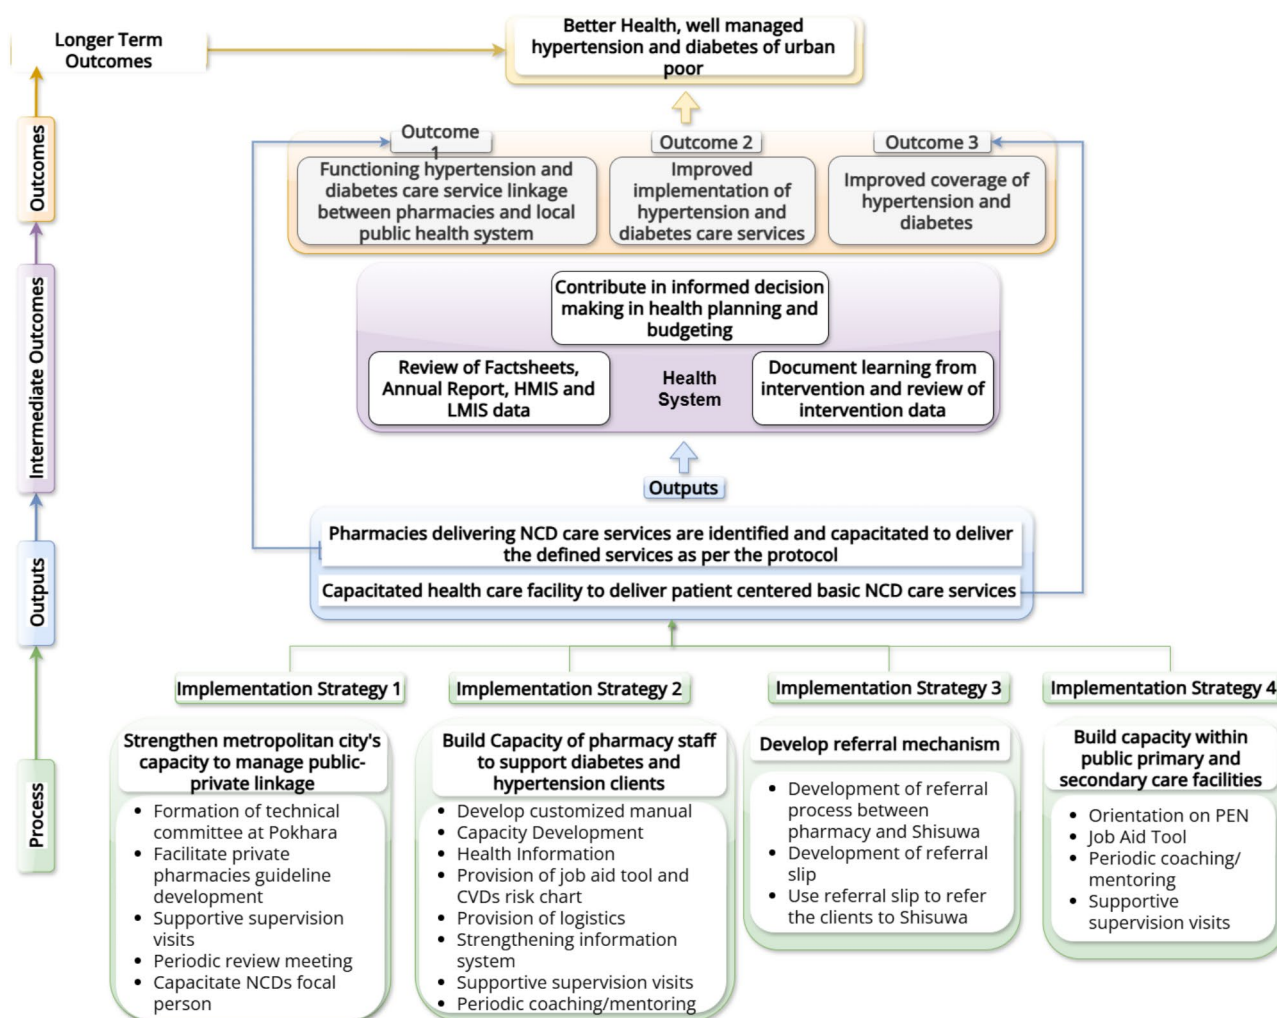 Longer Term
Outcomes
Better Health, well managed
hypertension and diabetes of urban
poor
Outcomes
Outcome
1
Functioning hypertension and
diabetes care service linkage
between pharmacies and local
public health system
Outcome 2
Improved
implementation of
hypertension and
diabetes care services
Outcome 3
Improved coverage of
hypertension and
diabetes
Intermediate Outcomes
Contribute in informed decision
making in health planning and
budgeting
Review of Factsheets,
Annual Report, HMIS and
LMIS data
Health
System
Document learning from
intervention and review of
intervention data
Outputs
Outputs
Pharmacies delivering NCD care services are identified and capacitated to deliver
the defined services as per the protocol
Capacitated health care facility to deliver patient centered basic NCD care services
Process
Implementation Strategy 1
Strengthen metropolitan city's
capacity to manage public-
private linkage
• Formation of technical
committee at Pokhara
• Facilitate private
pharmacies guideline
development
• Supportive supervision
visits
• Periodic review meeting
• Capacitate NCDs focal
person
Implementation Strategy 2
Build Capacity of pharmacy staff
to support diabetes and
hypertension clients
• Develop customized manual
• Capacity Development
• Health Information
• Provision of job aid tool and
CVDs risk chart
• Provision of logistics
• Strengthening information
system
• Supportive supervision visits
• Periodic coaching/mentoring
Implementation Strategy 3
Develop referral mechanism
• Development of referral
process between
pharmacy and Shisuwa
• Development of referral
slip
• Use referral slip to refer
the clients to Shisuwa
Implementation Strategy 4
Build capacity within
public primary and
secondary care facilities
• Orientation on PEN
• Job Aid Tool
• Periodic coaching/
mentoring
• Supportive
supervision visits